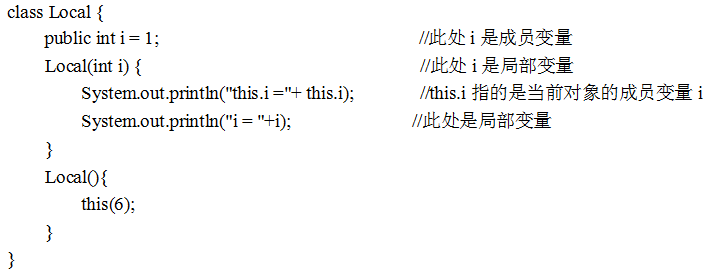 class Local {
public int i = 1; //此处 i 是成员变量
Local(int i) { //此处 i 是局部变量
System.out.println("this.i ="+ this.i); //this.i 指的是当前对象的成员变量 i
System.out.println("i = "+i); //此处是局部变量
}
Local(){
this(6);
}
}